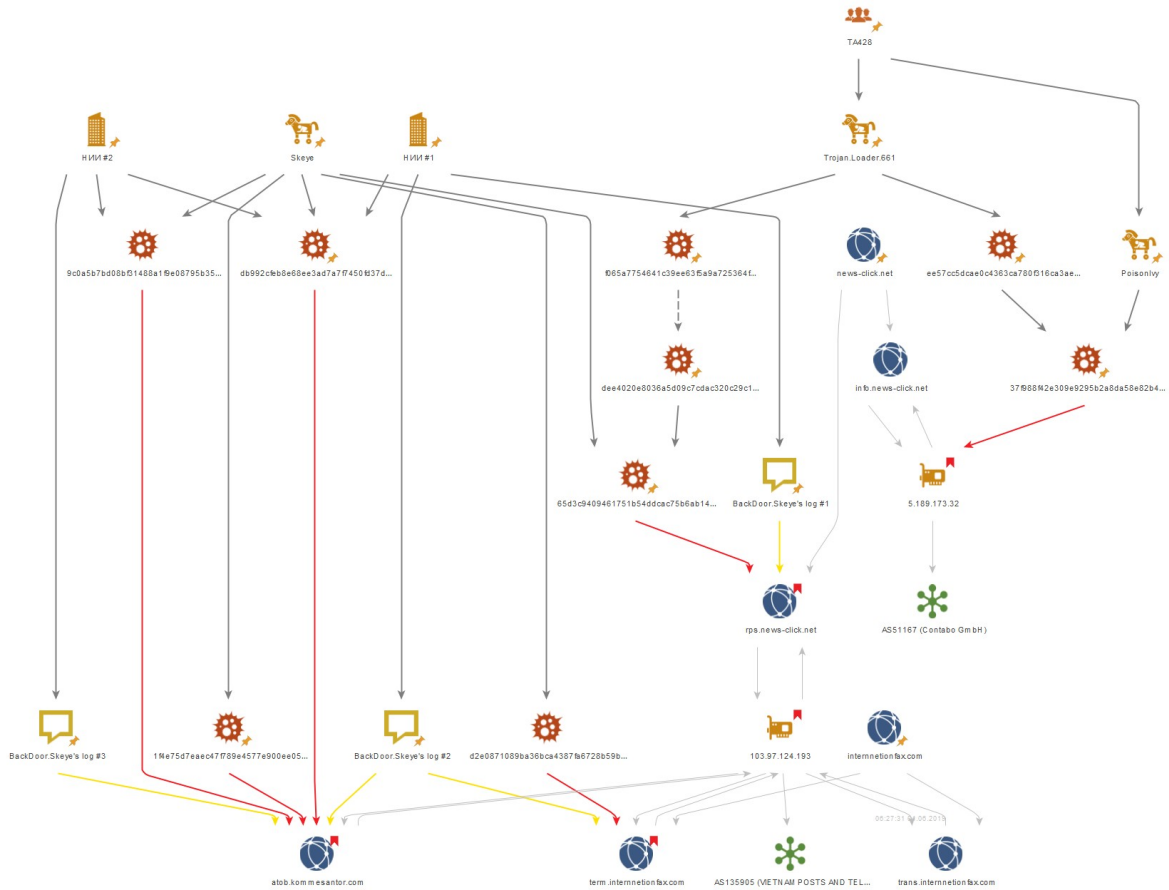 TA428
НИИ #2
Skeye
НИИ #1
Trojan.Loader.661
9c0a5b7bd08bf31488a1f9e08795b35...
db992cfeb8e68ee3ad7a7f7450fd37d...
f065a7754641c39ee63f5a9a725364f...
news-click.net
ee57cc5dcae0c4363ca780f316ca3ae...
PoisonIvy
dee4020e8036a5d09c7cdac320c29c1...
info.news-click.net
37f988f42e309e9295b2a8da58e82b4...
65d3c9409461751b54ddcac75b6ab14...
BackDoor.Skeye's log #1
5.189.173.32
rps.news-click.net
AS51167 (Contabo GmbH)
BackDoor.Skeye's log #3
1f4e75d7eaec47f789e4577e900ee05...
BackDoor.Skeye's log #2
d2e0871089ba36bca4387fa6728b59b...
103.97.124.193
internnetionfax.com
atob.kommesantor.com
term.internnetionfax.com
AS135905 (VIETNAM POSTS AND TEL...
trans.internnetionfax.com